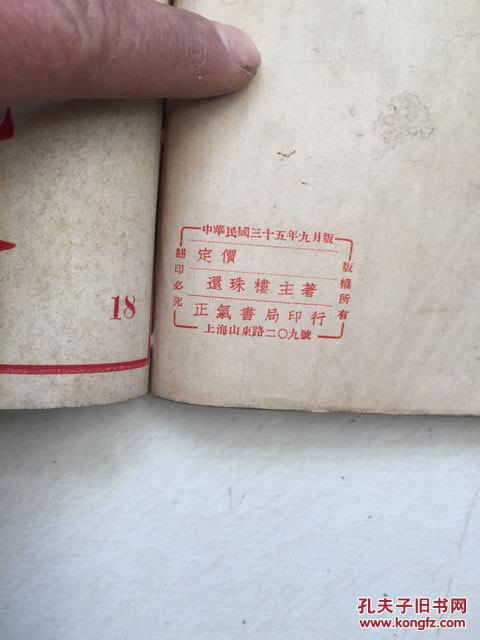 18
中華民國三十五年九月版
版權所有
翻印必究
定價
還珠樓主著
正氣書局印行
上海山東路二〇九號
孔夫子旧书网
www.kongfz.com